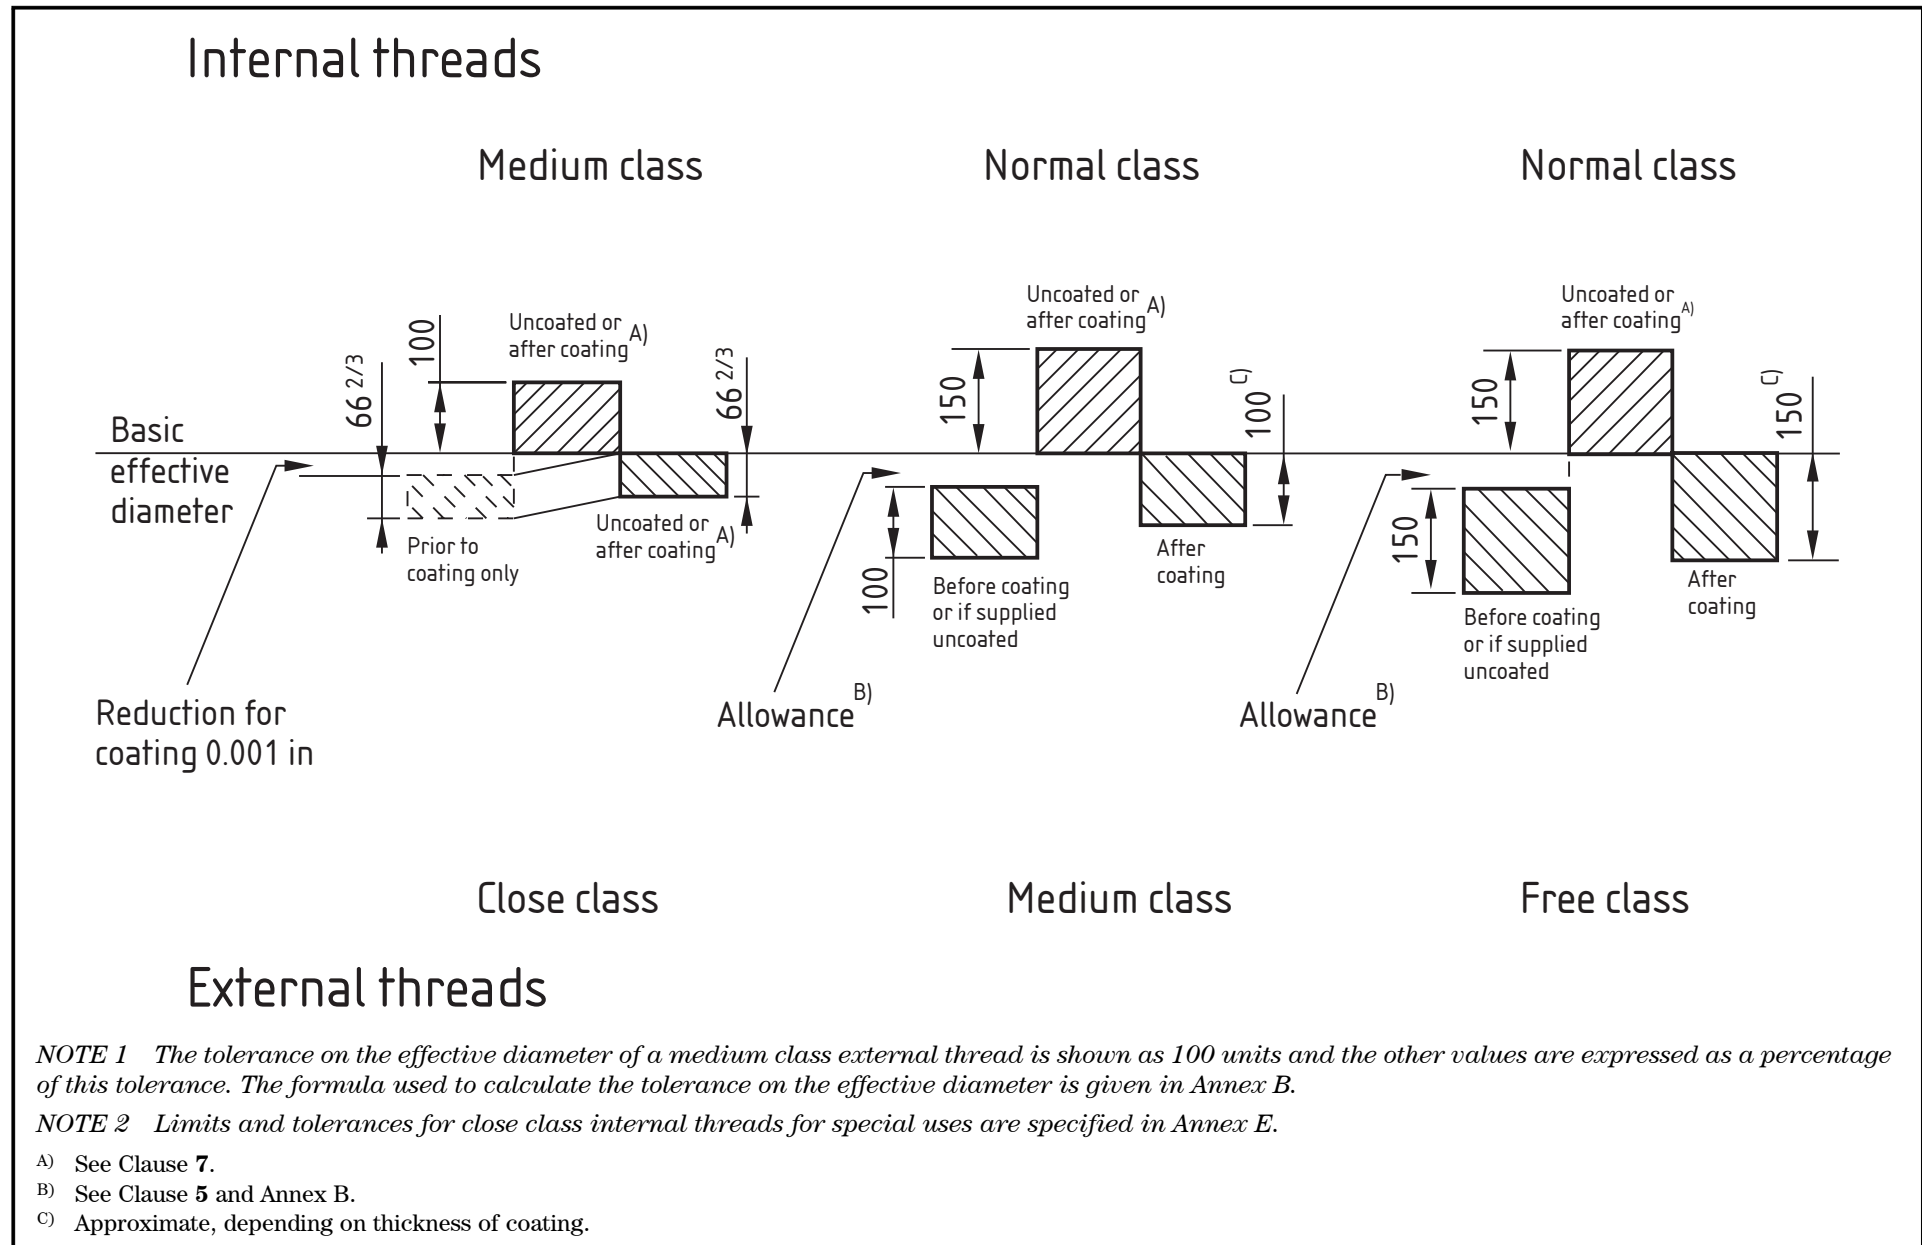 Internal threads
Medium class
Normal class
Normal class
Uncoated or
after coating A)
Uncoated or
after coating A)
Uncoated or
after coating A)
66 2/3
100
66 2/3
150
100 C)
150
150 C)
Basic
effective
diameter
Prior to
coating only
Uncoated or
after coating A)
100
Before coating
or if supplied
uncoated
After
coating
150
Before coating
or if supplied
uncoated
After
coating
Reduction for
coating 0.001 in
Allowance B)
Allowance B)
Close class
Medium class
Free class
External threads
NOTE 1 The tolerance on the effective diameter of a medium class external thread is shown as 100 units and the other values are expressed as a percentage
of this tolerance. The formula used to calculate the tolerance on the effective diameter is given in Annex B.
NOTE 2 Limits and tolerances for close class internal threads for special uses are specified in Annex E.
A) See Clause 7.
B) See Clause 5 and Annex B.
C) Approximate, depending on thickness of coating.